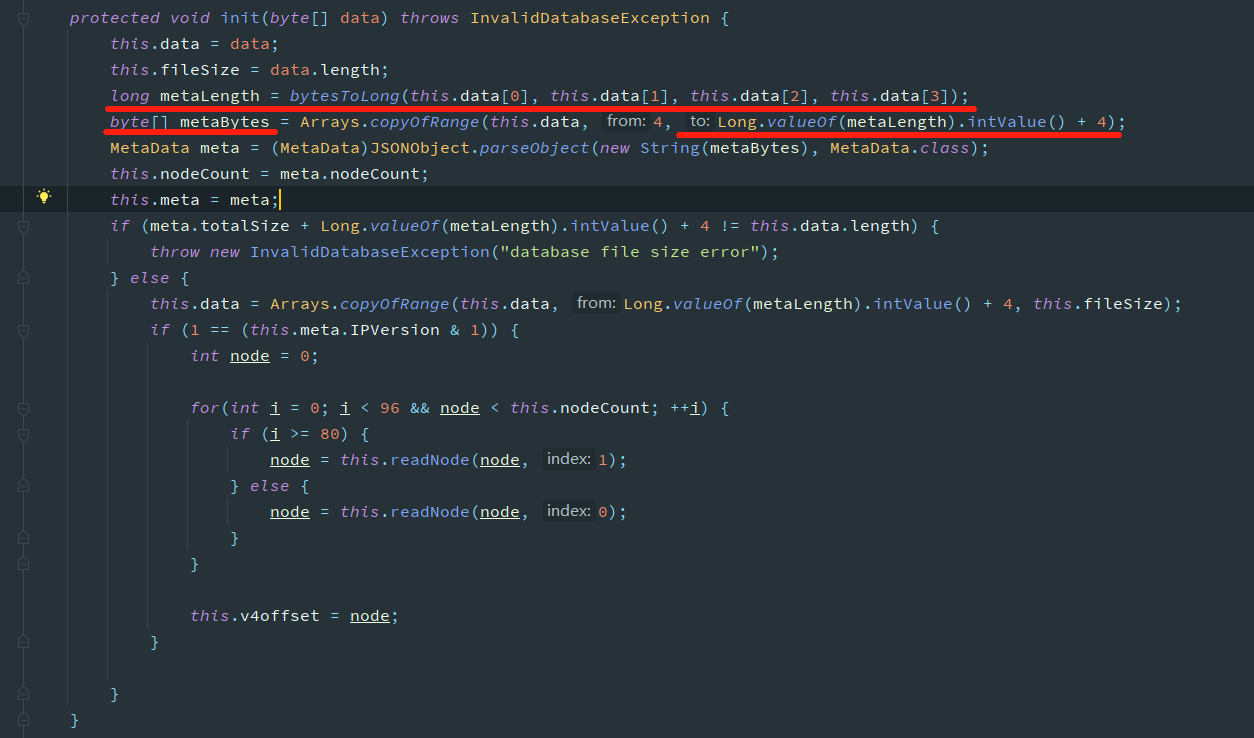 protected void init(byte[] data) throws InvalidDatabaseException {
this.data = data;
this.fileSize = data.length;
long metaLength = bytesToLong(this.data[0], this.data[1], this.data[2], this.data[3]);
byte[] metaBytes = Arrays.copyOfRange(this.data, from: 4, to: Long.valueOf(metaLength).intValue() + 4);
MetaData meta = (MetaData)JSONObject.parseObject(new String(metaBytes), MetaData.class);
this.nodeCount = meta.nodeCount;
this.meta = meta;
if (meta.totalSize + Long.valueOf(metaLength).intValue() + 4 != this.data.length) {
throw new InvalidDatabaseException("database file size error");
} else {
this.data = Arrays.copyOfRange(this.data, from: Long.valueOf(metaLength).intValue() + 4, this.fileSize);
if (1 == (this.meta.IPVersion & 1)) {
int node = 0;
for(int i = 0; i < 96 && node < this.nodeCount; ++i) {
if (i >= 80) {
node = this.readNode(node, index: 1);
} else {
node = this.readNode(node, index: 0);
}
}
this.v4offset = node;
}
}
}